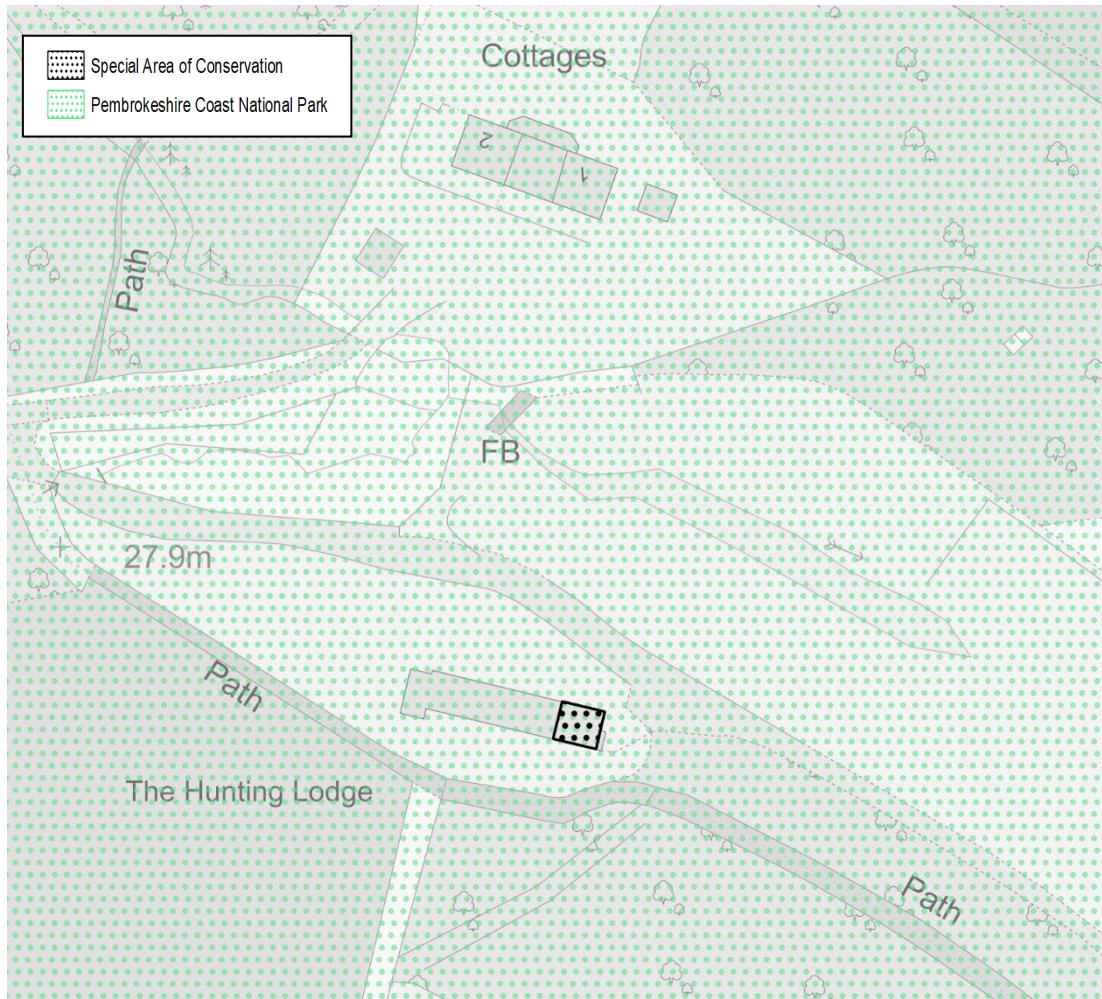 Special Area of Conservation
Pembrokeshire Coast National Park
Cottages
2
1
Path
FB
27.9m
Path
The Hunting Lodge
Path